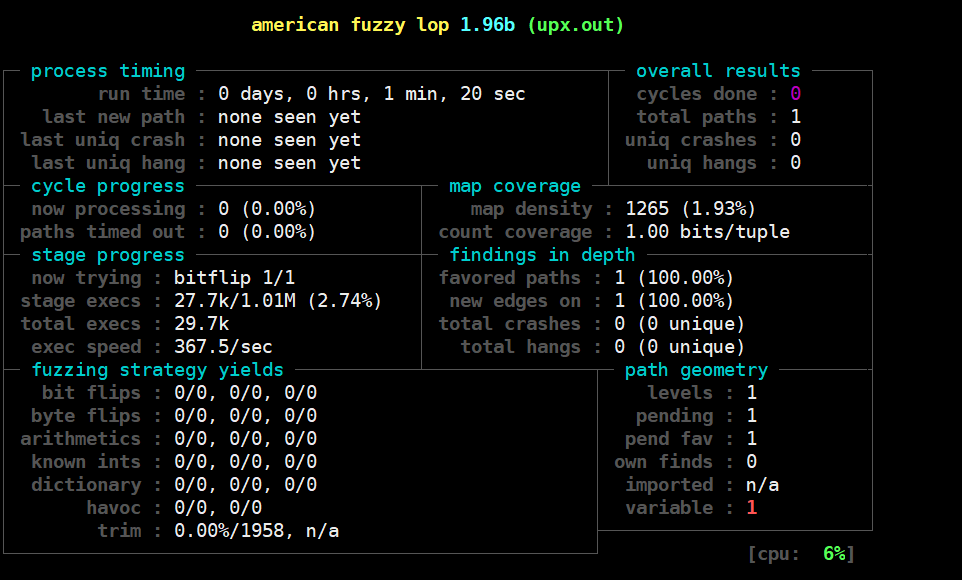 american fuzzy lop 1.96b (upx.out)
process timing overall results
run time : 0 days, 0 hrs, 1 min, 20 sec cycles done : 0
last new path : none seen yet total paths : 1
last uniq crash : none seen yet uniq crashes : 0
last uniq hang : none seen yet uniq hangs : 0
cycle progress map coverage
now processing : 0 (0.00%) map density : 1265 (1.93%)
paths timed out : 0 (0.00%) count coverage : 1.00 bits/tuple
stage progress findings in depth
now trying : bitflip 1/1 favored paths : 1 (100.00%)
stage execs : 27.7k/1.01M (2.74%) new edges on : 1 (100.00%)
total execs : 29.7k total crashes : 0 (0 unique)
exec speed : 367.5/sec total hangs : 0 (0 unique)
fuzzing strategy yields path geometry
bit flips : 0/0, 0/0, 0/0 levels : 1
byte flips : 0/0, 0/0, 0/0 pending : 1
arithmetics : 0/0, 0/0, 0/0 pend fav : 1
known ints : 0/0, 0/0, 0/0 own finds : 0
dictionary : 0/0, 0/0, 0/0 imported : n/a
havoc : 0/0, 0/0 variable : 1
trim : 0.00%/1958, n/a
[cpu: 6%]